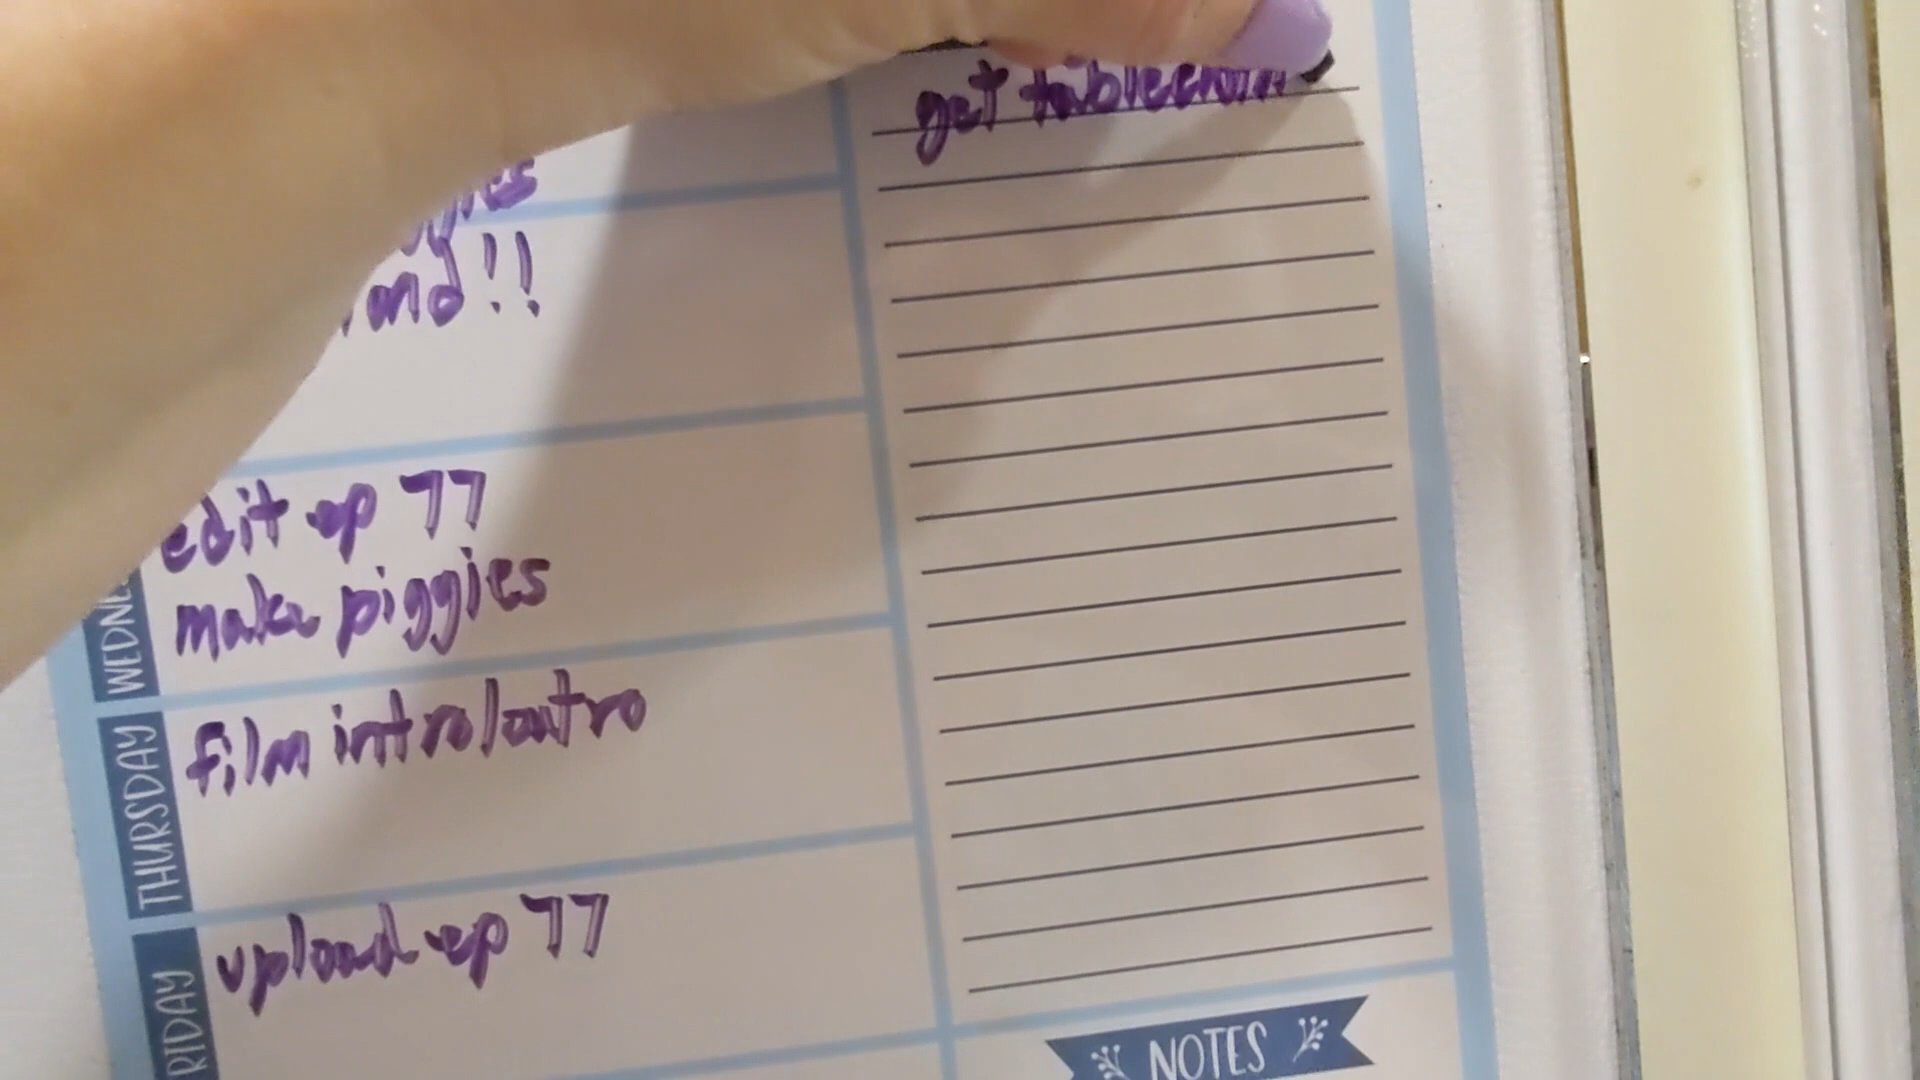 get tablecloth
and!!
WEDNE
edit ep 77
make piggies
THURSDAY
film intro/outro
RIDAY
upload ep 77
NOTES